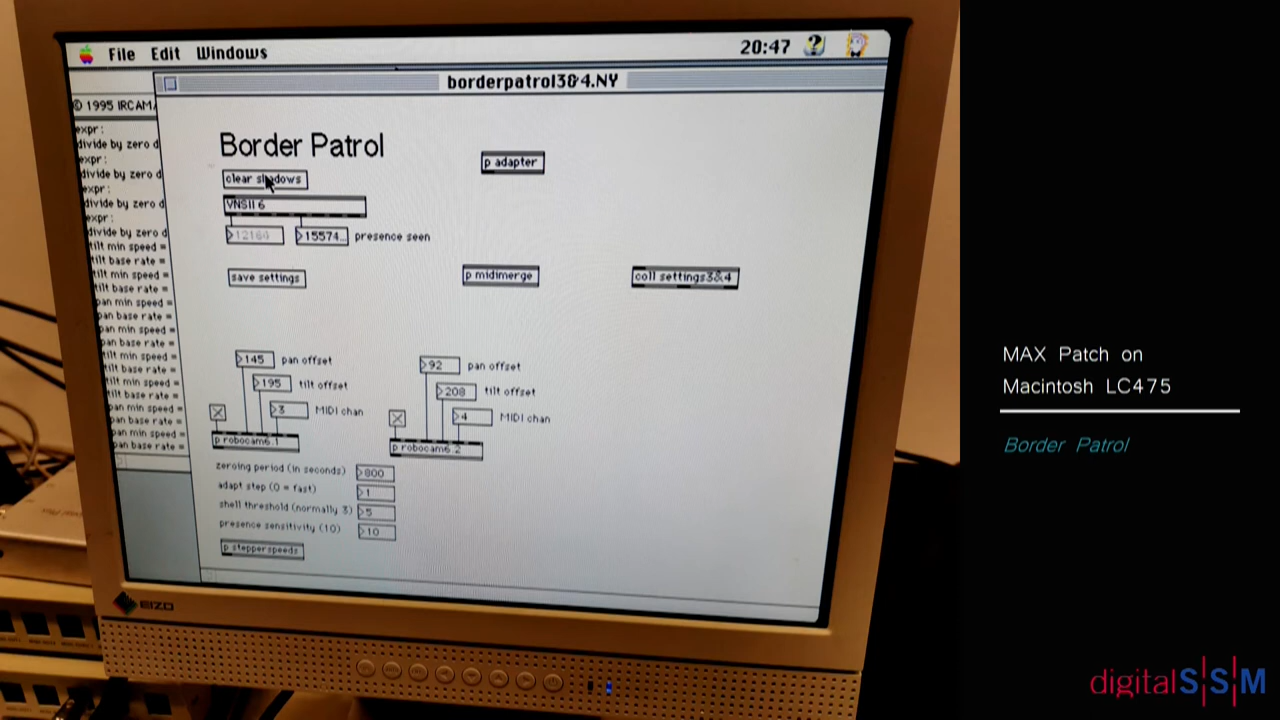 File Edit Windows 20:47
borderpatrol3&4.NY
© 1995 IRCAM
expr:
divide by zero d
expr:
divide by zero d
expr:
divide by zero d
expr:
divide by zero d
tilt min speed =
tilt base rate =
tilt min speed =
tilt base rate =
pan min speed =
pan base rate =
pan min speed =
pan base rate =
tilt min speed =
tilt base rate =
tilt min speed =
tilt base rate =
pan min speed =
pan base rate =
pan min speed =
pan base rate =
Border Patrol
p adapter
clear shadows
VNSII 6
12164 15574... presence seen
save settings
p midimerge
coll settings3&4
145 pan offset
195 tilt offset
3 MIDI chan
p robocam6.1
92 pan offset
208 tilt offset
4 MIDI chan
p robocam6.2
zeroing period (in seconds) 800
adapt step (0 = fast) 1
shell threshold (normally 3) 5
presence sensitivity (10) 10
p stepperspeeds
EIZO
MAX Patch on
Macintosh LC475
Border Patrol
digitalS|S|M